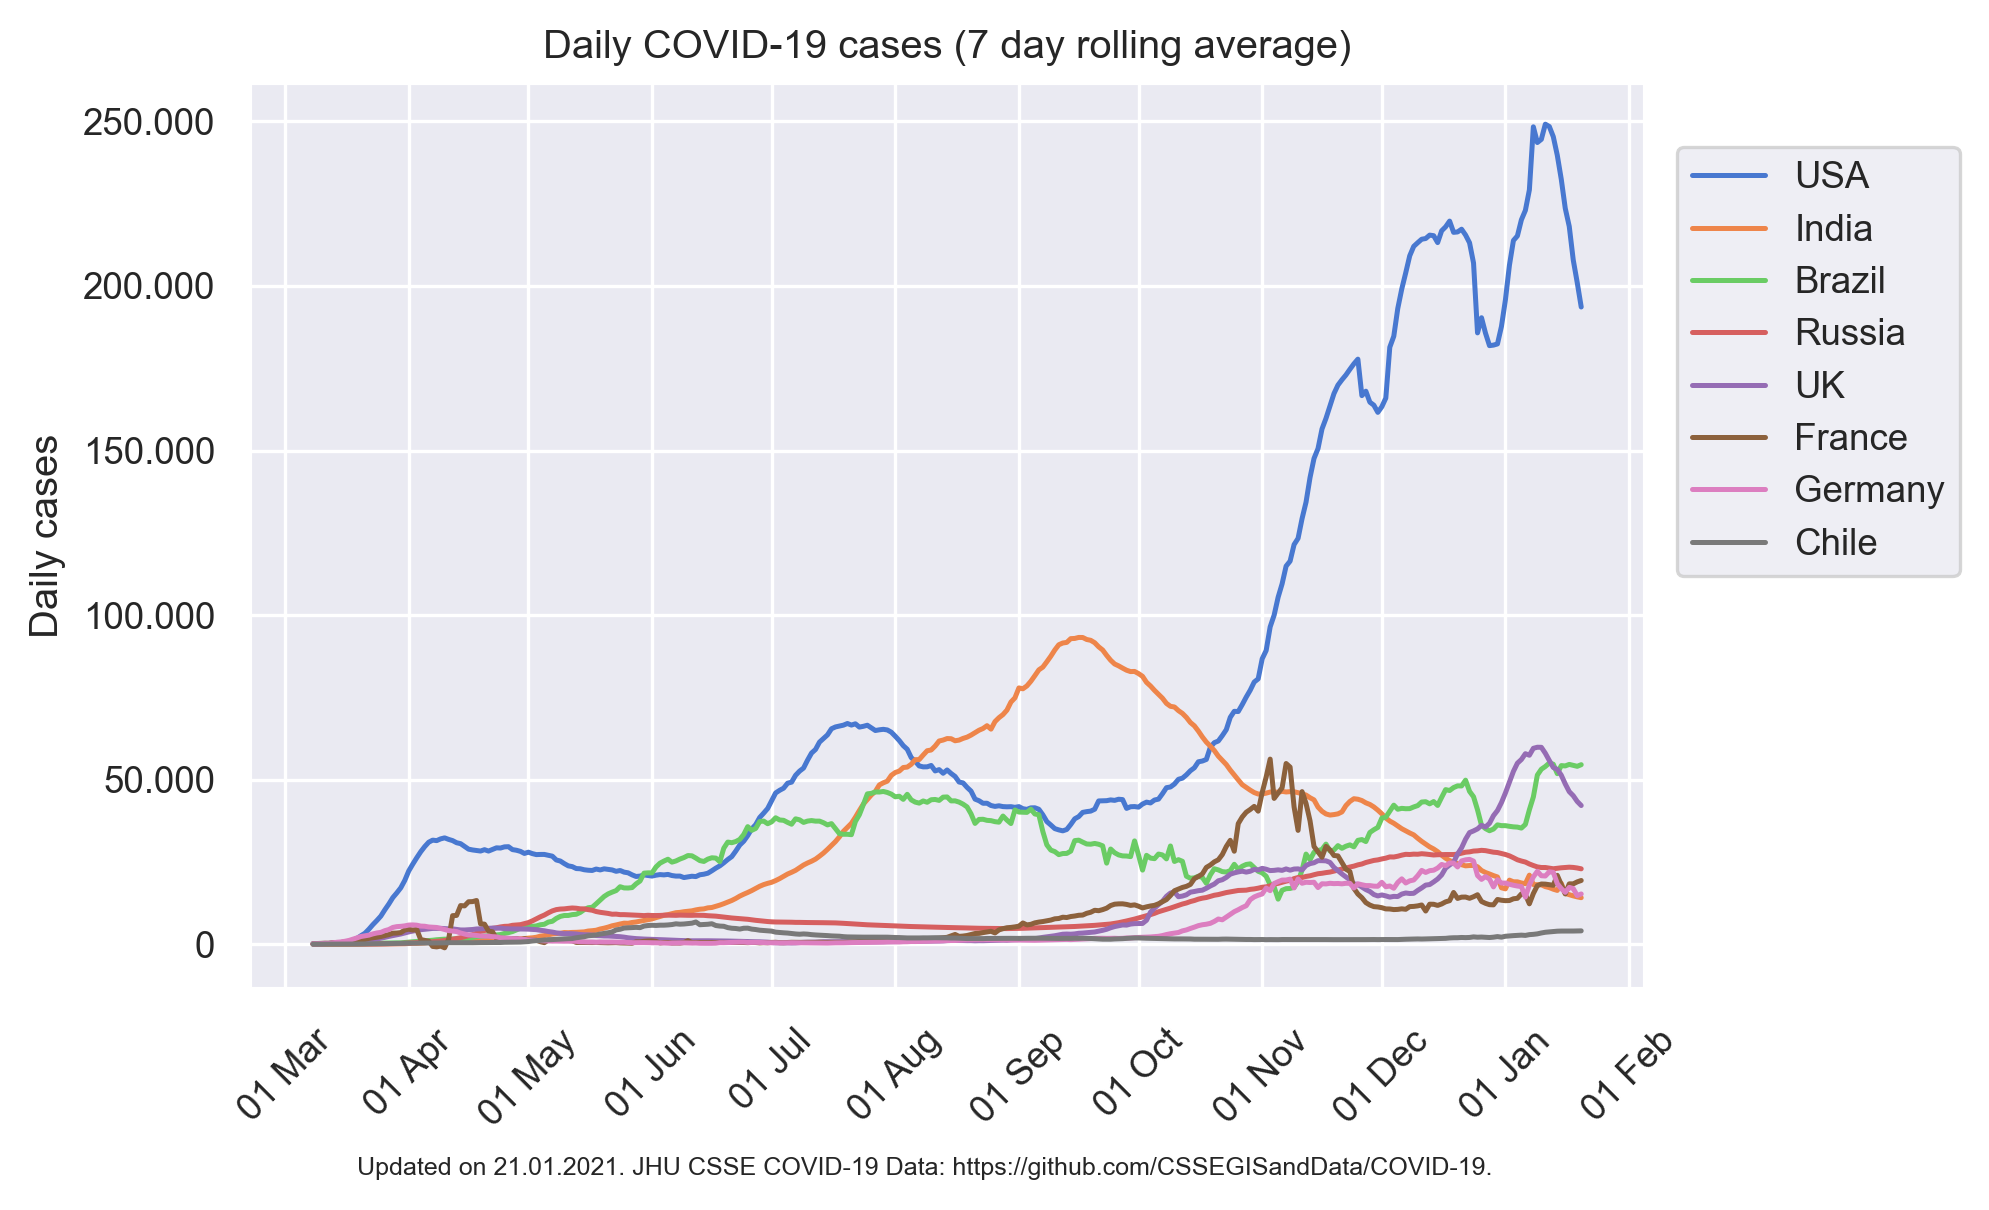 Daily COVID-19 cases (7 day rolling average)
250.000
200.000
150.000
100.000
50.000
0
Daily cases
USA
India
Brazil
Russia
UK
France
Germany
Chile
01 Mar
01 Apr
01 May
01 Jun
01 Jul
01 Aug
01 Sep
01 Oct
01 Nov
01 Dec
01 Jan
01 Feb
Updated on 21.01.2021. JHU CSSE COVID-19 Data: https://github.com/CSSEGISandData/COVID-19.